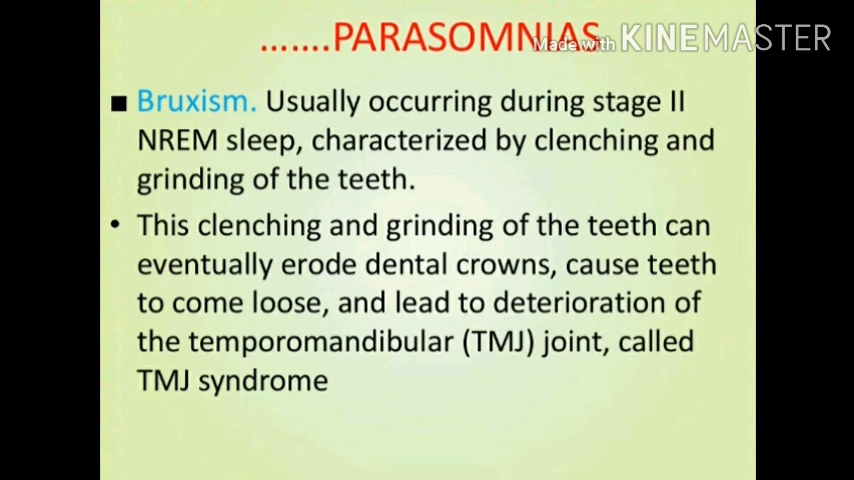 .......PARASOMNIAS
Made with KINEMASTER
■ Bruxism. Usually occurring during stage II
NREM sleep, characterized by clenching and
grinding of the teeth.
• This clenching and grinding of the teeth can
eventually erode dental crowns, cause teeth
to come loose, and lead to deterioration of
the temporomandibular (TMJ) joint, called
TMJ syndrome